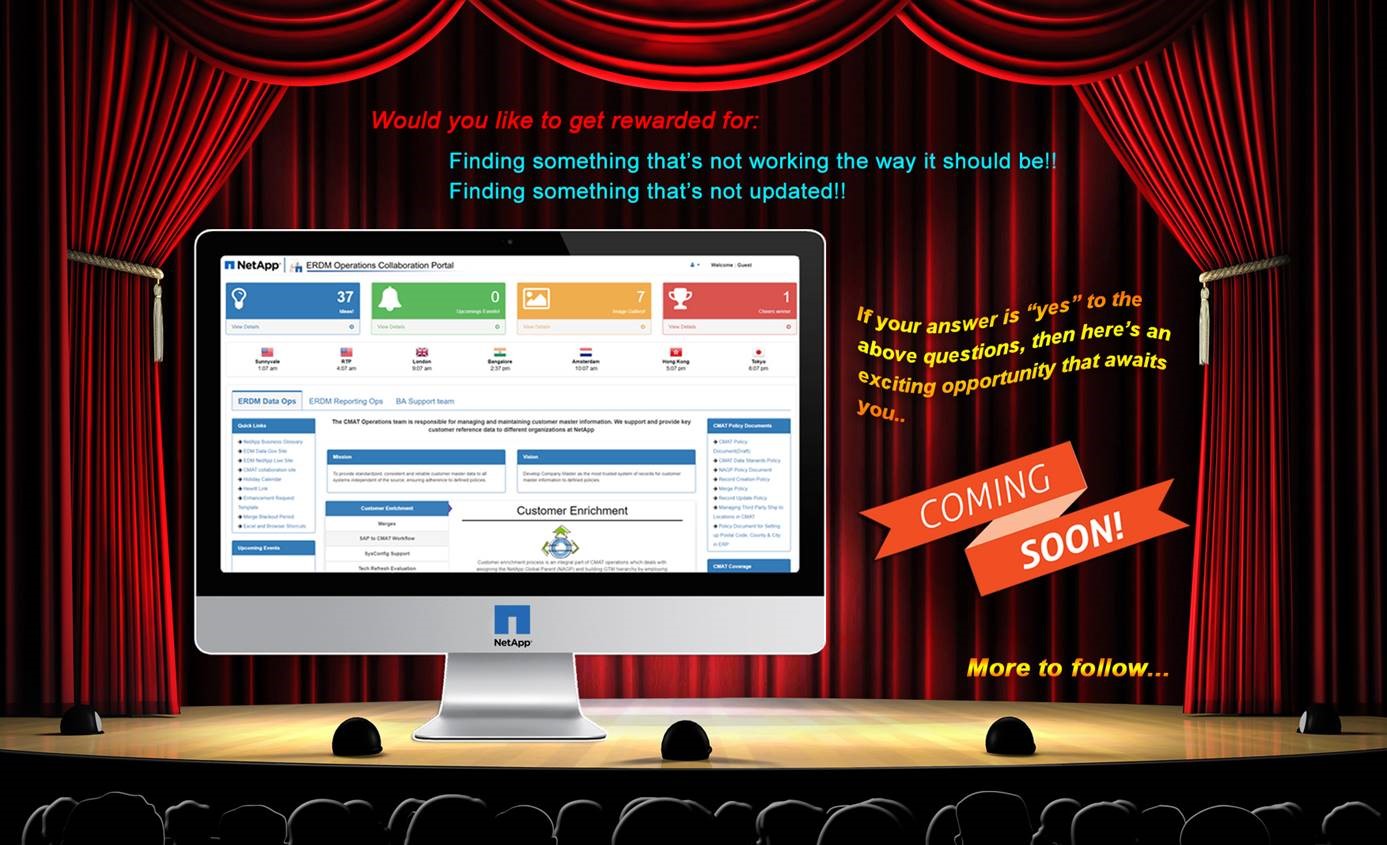 Would you like to get rewarded for:
Finding something that’s not working the way it should be!!
Finding something that’s not updated!!
NetApp
ERDM Operations Collaboration Portal
Welcome : Guest
37
Ideas!
View Details
0
Upcomings Events!
View Details
7
Image Gallery!
View Details
1
Cheers winna!
View Details
Sunnyvale
1:07 am
RTP
4:07 am
London
9:07 am
Bangalore
2:37 pm
Amsterdam
10:07 am
Hong Kong
5:07 pm
Tokyo
6:07 pm
ERDM Data Ops
ERDM Reporting Ops
BA Support team
Quick Links
NetApp Business Glossary
EDM Data Gov Site
EDM NetApp Live Site
CMAT collaboration site
Holiday Calendar
Hewitt Link
Enhancement Request
Template
Merge Blackout Period
Excel and Browser Shortcuts
Upcoming Events
The CMAT Operations team is responsible for managing and maintaining customer master information. We support and provide key
customer reference data to different organizations at NetApp
Mission
To provide standardized, consistent and reliable customer master data to all
systems independent of the source, ensuring adherence to defined policies.
Vision
Develop Company Master as the most trusted system of records for customer
master information to defined policies.
Customer Enrichment
Merges
SAP to CMAT Workflow
SysConfig Support
Tech Refresh Evaluation
Customer Enrichment
Customer enrichment process is an integral part of CMAT operations which deals with
assigning the NetApp Global Parent (NAGP) and building GTM hierarchy by employing
CMAT Policy Documents
CMAT Policy
Document(Draft)
CMAT Data Stanards Policy
NAGP Policy Document
Record Creation Policy
Merge Policy
Record Update Policy
Managing Third Party Ship to
Locations in CMAT
Policy Document for Setting
up Postal Code, County & City
in ERP
CMAT Coverage
NetApp
If your answer is “yes” to the
above questions, then here’s an
exciting opportunity that awaits
you..
COMING
SOON!
More to follow...